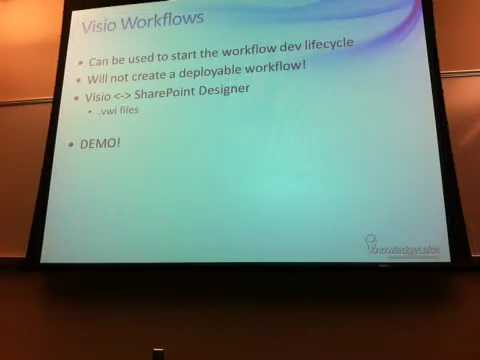 Visio Workflows
• Can be used to start the workflow dev lifecycle
• Will not create a deployable workflow!
• Visio <-> SharePoint Designer
• .vwi files
• DEMO!
KnowledgeLake